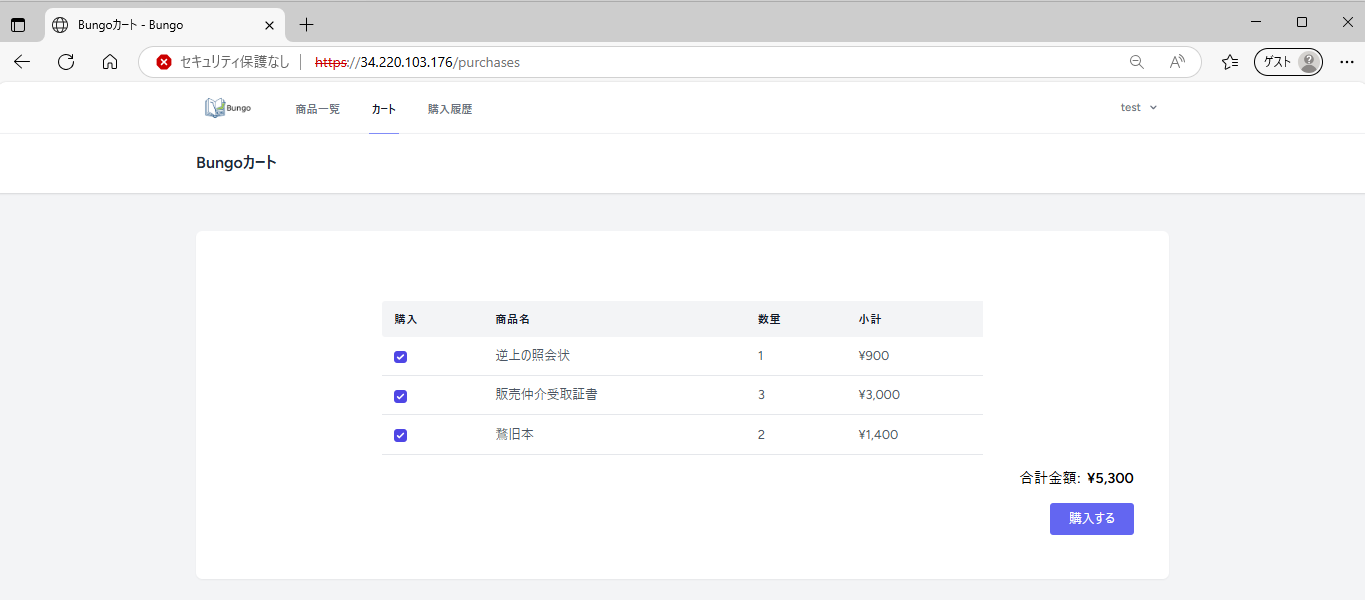 Bungoカート - Bungo
セキュリティ保護なし https://34.220.103.176/purchases ゲスト
Bungo 商品一覧 カート 購入履歴 test
Bungoカート
購入 商品名 数量 小計
逆上の照会状 1 ¥900
販売仲介受取証書 3 ¥3,000
鶩旧本 2 ¥1,400
合計金額: ¥5,300
購入する